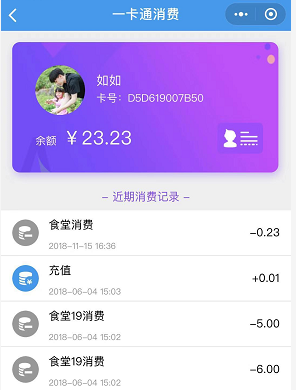 一卡通消费
如如
卡号：D5D619007B50
余额 ￥23.23
– 近期消费记录 –
食堂消费
2018-11-15 16:36
-0.23
充值
2018-06-04 15:03
+0.01
食堂19消费
2018-06-04 15:02
-5.00
食堂19消费
2018-06-04 15:02
-6.00